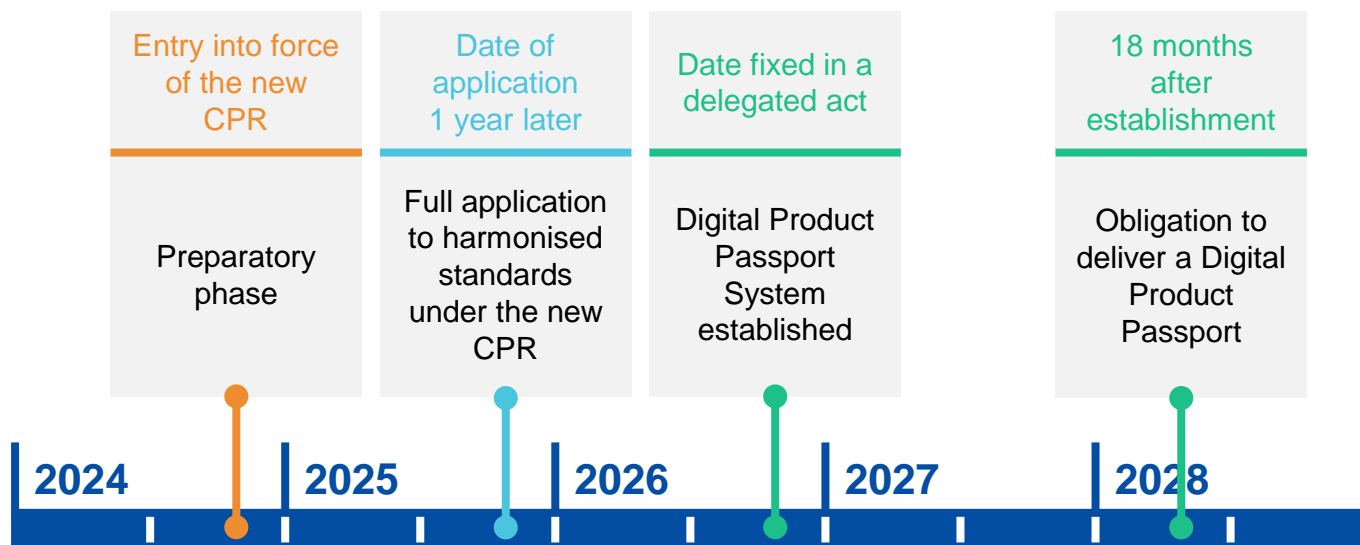 Entry into force
of the new
CPR
Preparatory
phase
Date of
application
1 year later
Full application
to harmonised
standards
under the new
CPR
Date fixed in a
delegated act
Digital Product
Passport
System
established
18 months
after
establishment
Obligation to
deliver a Digital
Product
Passport
2024
2025
2026
2027
2028